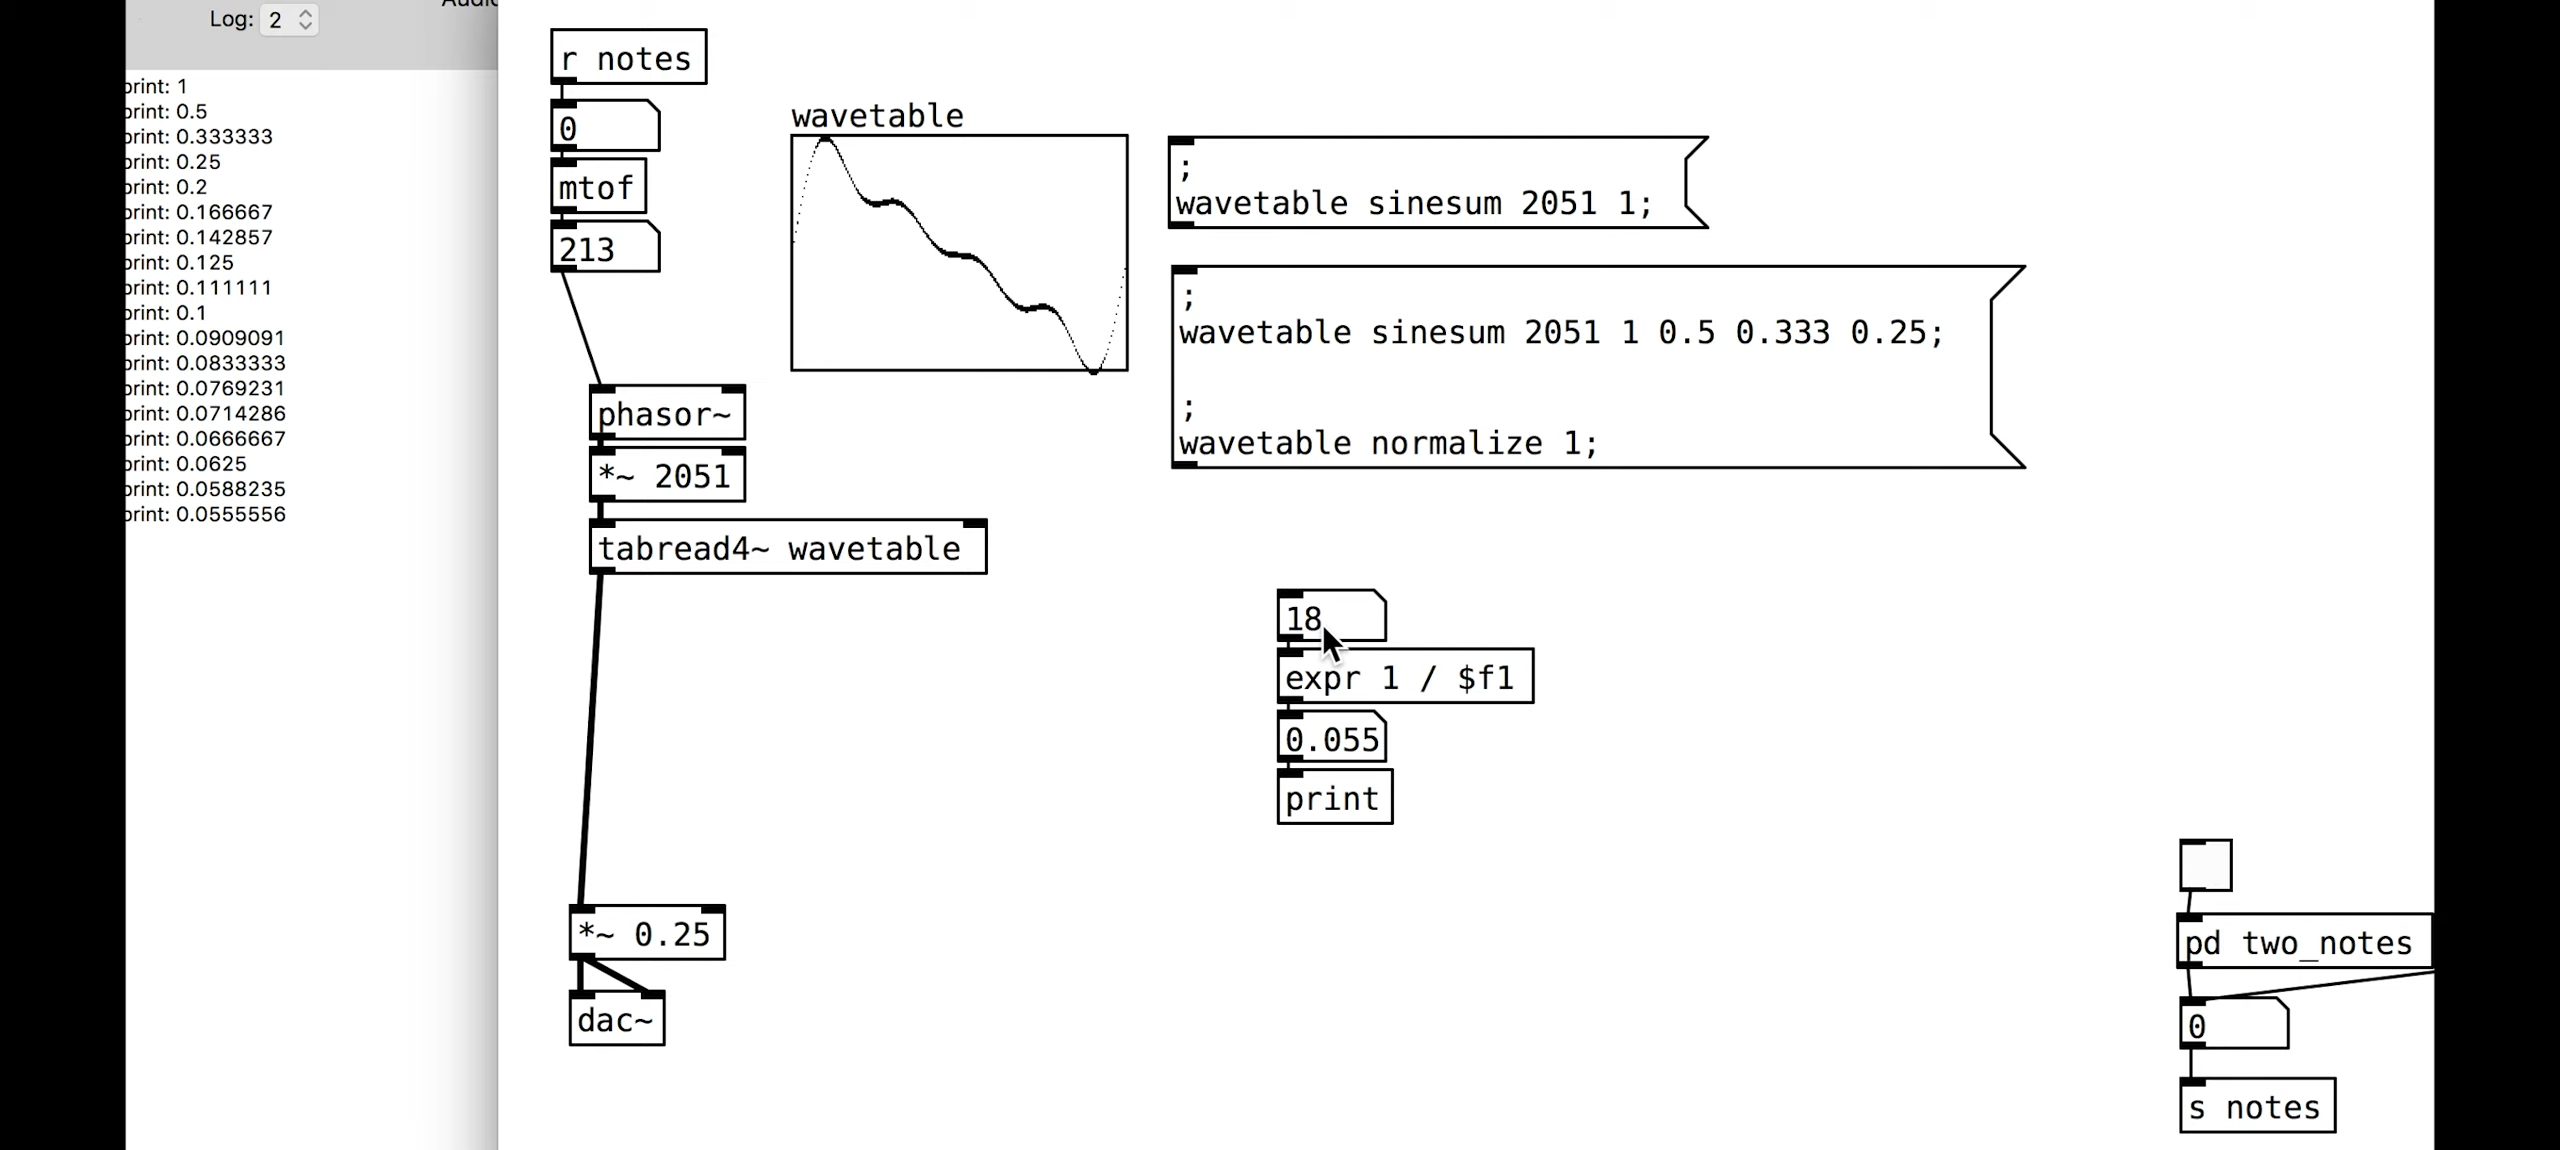 Log: 2
print: 1
print: 0.5
print: 0.333333
print: 0.25
print: 0.2
print: 0.166667
print: 0.142857
print: 0.125
print: 0.111111
print: 0.1
print: 0.0909091
print: 0.0833333
print: 0.0769231
print: 0.0714286
print: 0.0666667
print: 0.0625
print: 0.0588235
print: 0.0555556
r notes
0
mtof
213
phasor~
*~ 2051
tabread4~ wavetable
*~ 0.25
dac~
wavetable
;
wavetable sinesum 2051 1;
;
wavetable sinesum 2051 1 0.5 0.333 0.25;
;
wavetable normalize 1;
18
expr 1 / $f1
0.055
print
pd two_notes
0
s notes